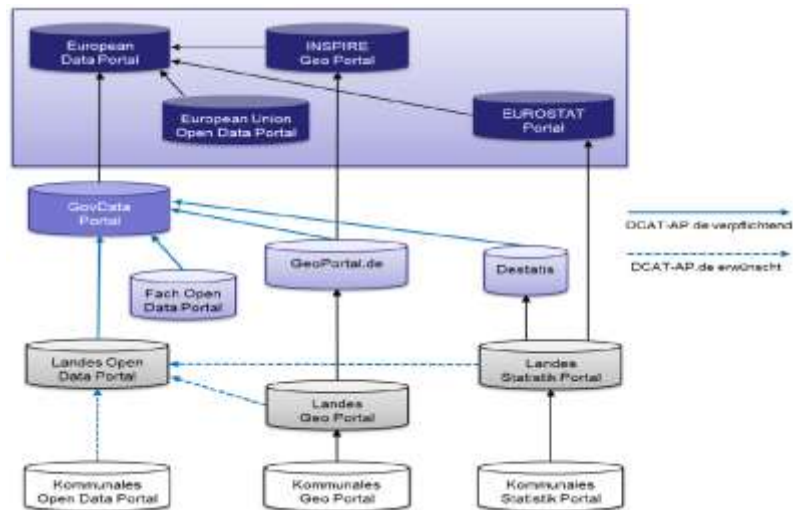 European
Data Portal
INSPIRE
Geo Portal
European Union
Open Data Portal
EUROSTAT
Portal
GovData
Portal
DCAT-AP.de verpflichtend
GeoPortal.de
Destatis
DCAT-AP.de erwünscht
Fach Open
Data Portal
Landes Open
Data Portal
Landes
Statistik Portal
Landes
Geo Portal
Kommunales
Open Data Portal
Kommunales
Geo Portal
Kommunales
Statistik Portal